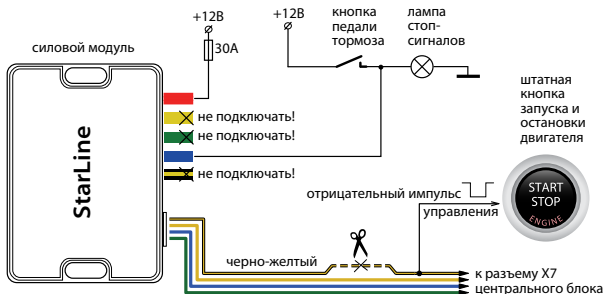 +12В
+12В
кнопка
педали
тормоза
лампа
стоп-
сигналов
силовой модуль
30А
не подключать!
не подключать!
не подключать!
StarLine
штатная
кнопка
запуска и
остановки
двигателя
START
STOP
ENGINE
отрицательный импульс
управления
черно-желтый
к разъему X7
центрального блока